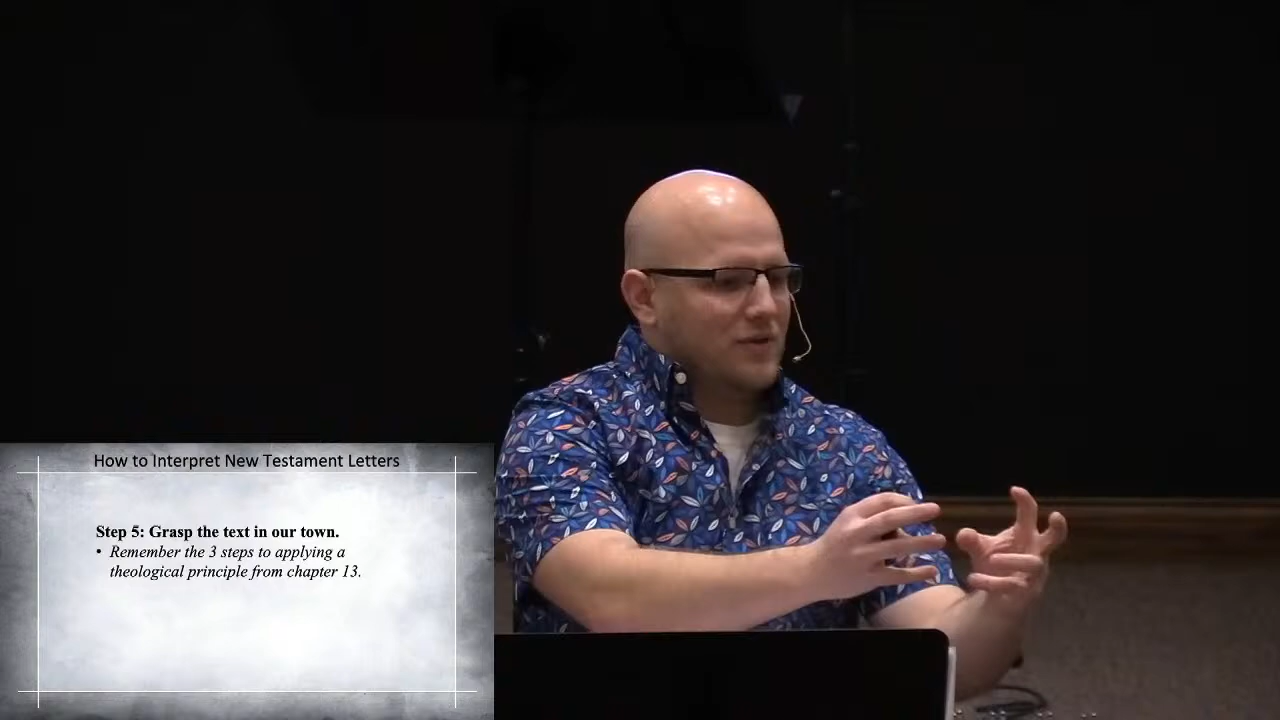 How to Interpret New Testament Letters
Step 5: Grasp the text in our town.
• Remember the 3 steps to applying a
theological principle from chapter 13.